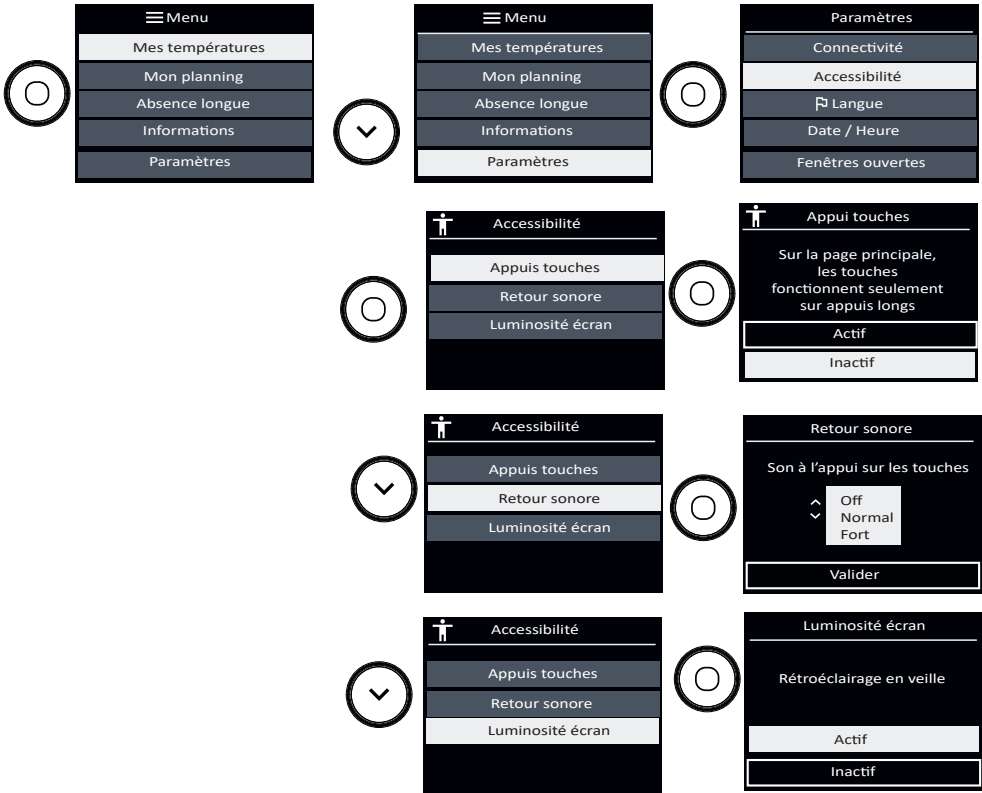 Menu
Mes températures
Mon planning
Absence longue
Informations
Paramètres
Menu
Mes températures
Mon planning
Absence longue
Informations
Paramètres
Paramètres
Connectivité
Accessibilité
Langue
Date / Heure
Fenêtres ouvertes
Accessibilité
Appuis touches
Retour sonore
Luminosité écran
Appui touches
Sur la page principale,
les touches
fonctionnent seulement
sur appuis longs
Actif
Inactif
Accessibilité
Appuis touches
Retour sonore
Luminosité écran
Retour sonore
Son à l'appui sur les touches
Off
Normal
Fort
Valider
Accessibilité
Appuis touches
Retour sonore
Luminosité écran
Luminosité écran
Rétroéclairage en veille
Actif
Inactif